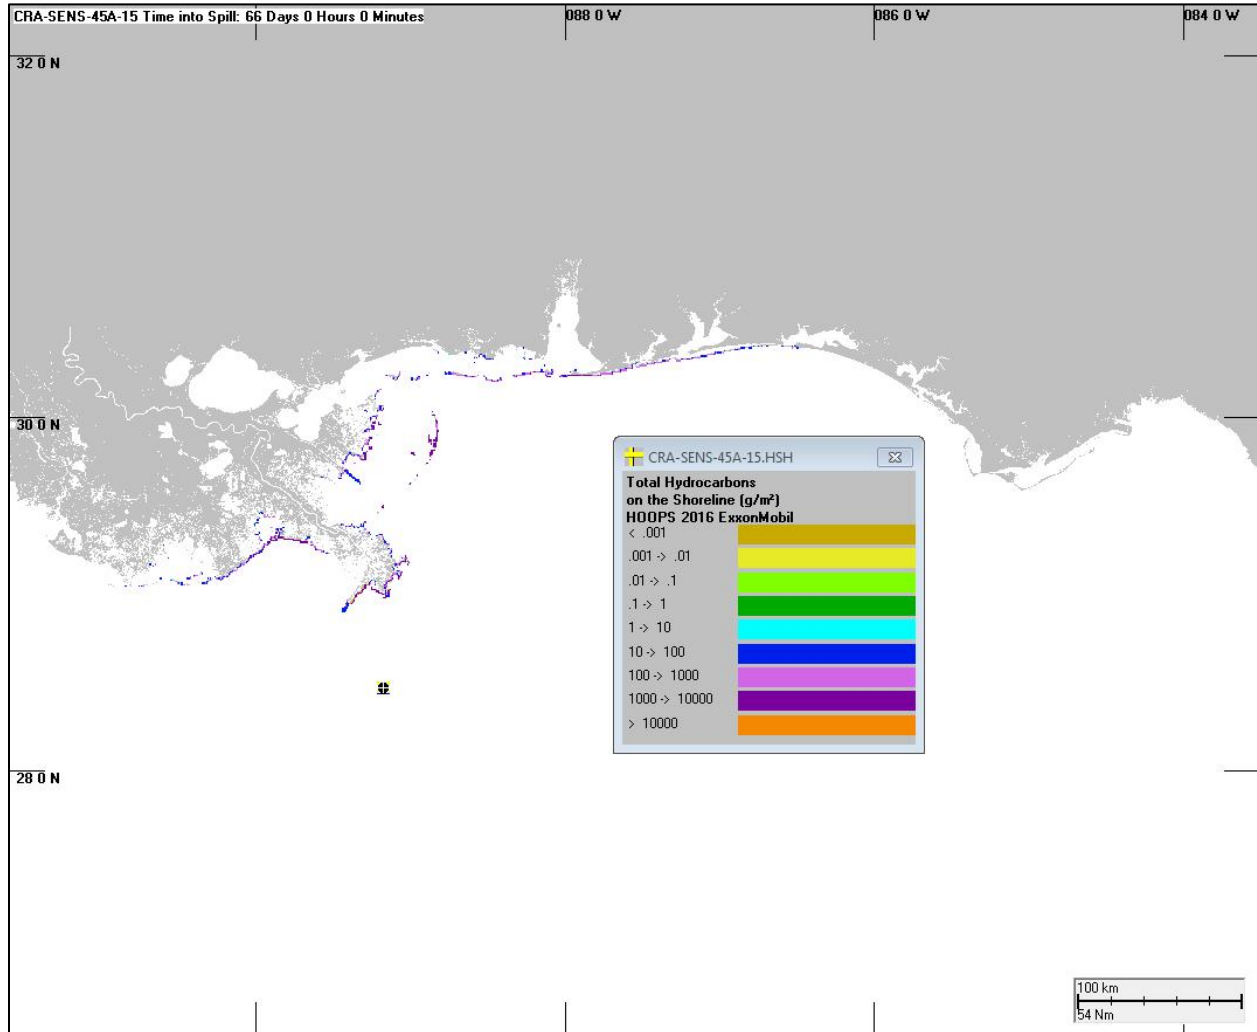 CRA-SENS-45A-15 Time into Spill: 66 Days 0 Hours 0 Minutes
088 0 W
086 0 W
084 0 W
32 0 N
30 0 N
CRA-SENS-45A-15.HSH
Total Hydrocarbons
on the Shoreline (g/m²)
HOOPS 2016 ExxonMobil
< .001
.001 -> .01
.01 -> .1
.1 -> 1
1 -> 10
10 -> 100
100 -> 1000
1000 -> 10000
> 10000
28 0 N
100 km
54 Nm